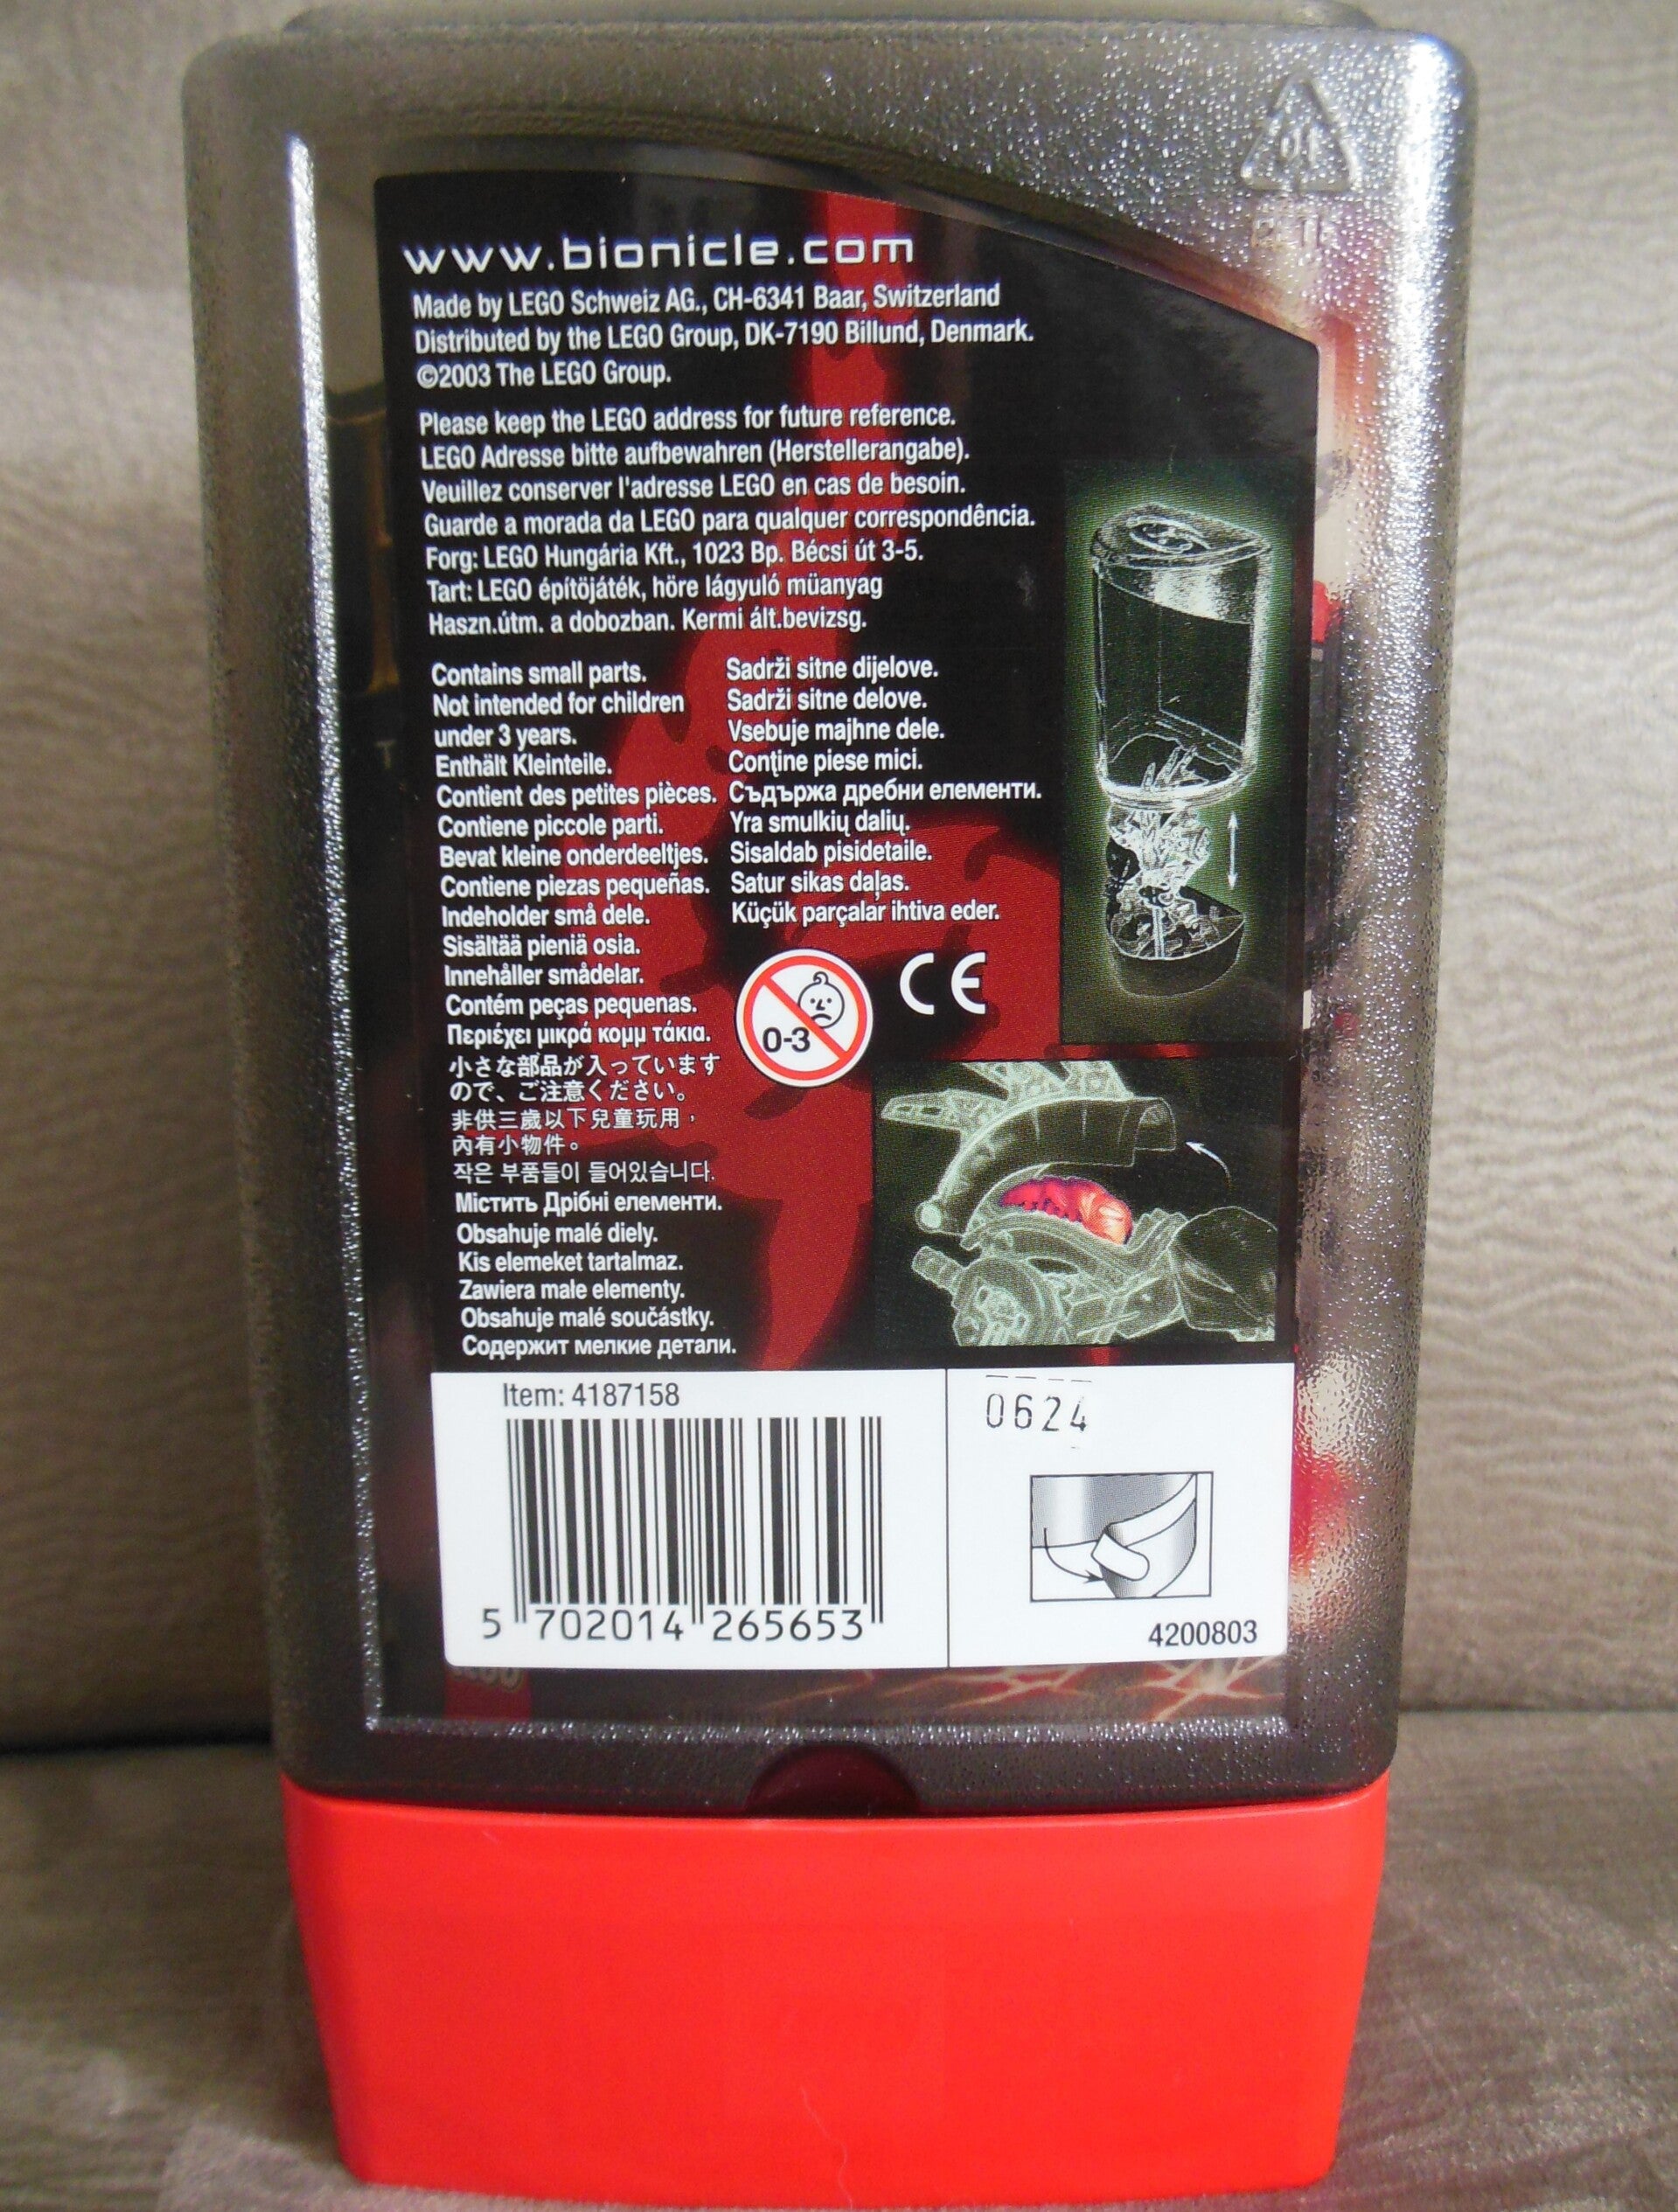 www.bionicle.com
Made by LEGO Schweiz AG., CH-6341 Baar, Switzerland
Distributed by the LEGO Group, DK-7190 Billund, Denmark.
©2003 The LEGO Group.
Please keep the LEGO address for future reference.
LEGO Adresse bitte aufbewahren (Herstellerangabe).
Veuillez conserver l'adresse LEGO en cas de besoin.
Guarde a morada da LEGO para qualquer correspondência.
Forg: LEGO Hungária Kft., 1023 Bp. Bécsi út 3-5.
Tart: LEGO építöjáték, höre lágyuló müanyag
Haszn.útm. a dobozban. Kermi ált.bevizsg.
Contains small parts.
Not intended for children
under 3 years.
Enthält Kleinteile.
Contient des petites pièces.
Contiene piccole parti.
Bevat kleine onderdeeltjes.
Contiene piezas pequeñas.
Indeholder små dele.
Sisältää pieniä osia.
Innehåller smådelar.
Contém peças pequenas.
Περιέχει μικρά κομμ τάκια.
小さな部品が入っています
ので、ご注意ください。
非供三歲以下兒童玩用，
內有小物件。
작은 부품들이 들어있습니다.
Містить Дрібні елементи.
Obsahuje malé diely.
Kis elemeket tartalmaz.
Zawiera małe elementy.
Obsahuje malé součástky.
Содержит мелкие детали.
Sadrži sitne dijelove.
Sadrži sitne delove.
Vsebuje majhne dele.
Conţine piese mici.
Съдържа дребни елементи.
Yra smulkių dalių.
Sisaldab pisidetaile.
Satur sikas daļas.
Küçük parçalar ihtiva eder.
0-3
CE
Item: 4187158
5 702014 265653
0624
4200803